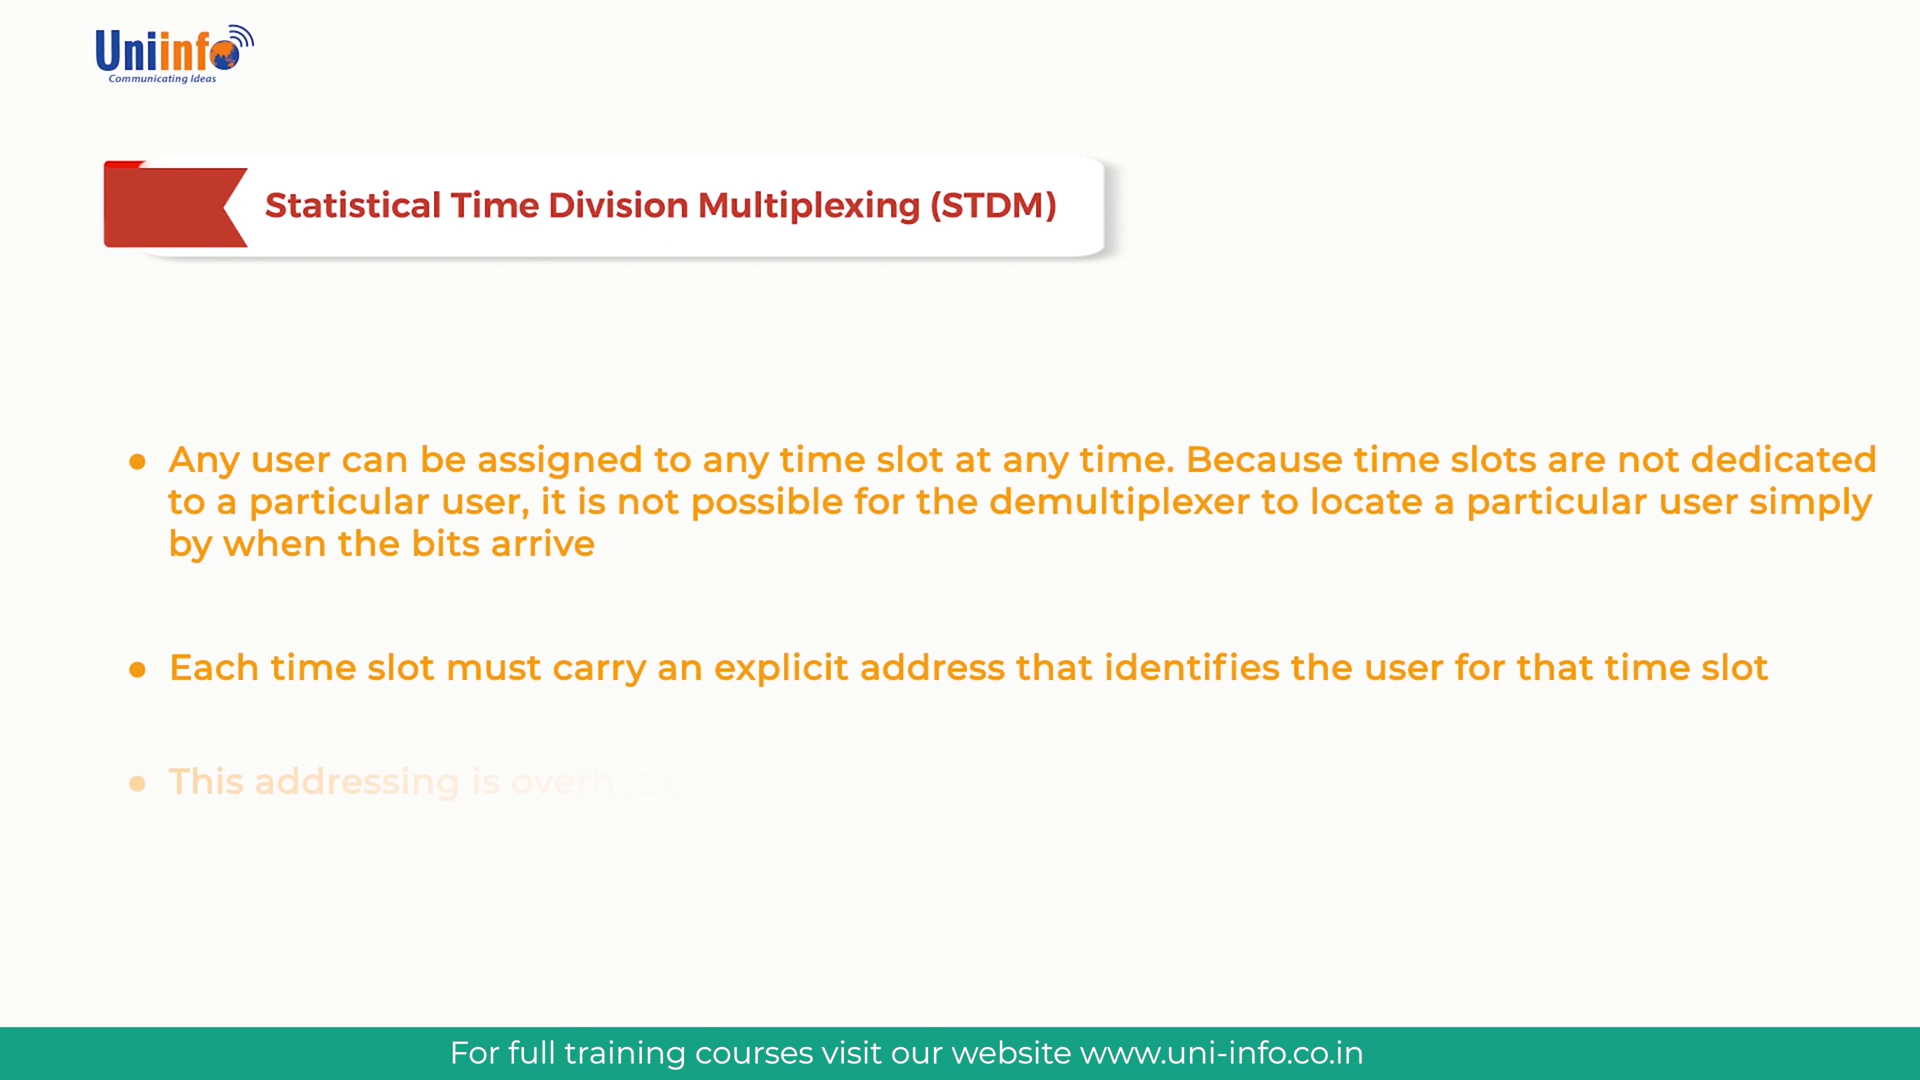 Uniinfo
Communicating Ideas
Statistical Time Division Multiplexing (STDM)
● Any user can be assigned to any time slot at any time. Because time slots are not dedicated
to a particular user, it is not possible for the demultiplexer to locate a particular user simply
by when the bits arrive
● Each time slot must carry an explicit address that identifies the user for that time slot
● This addressing is
For full training courses visit our website www.uni-info.co.in